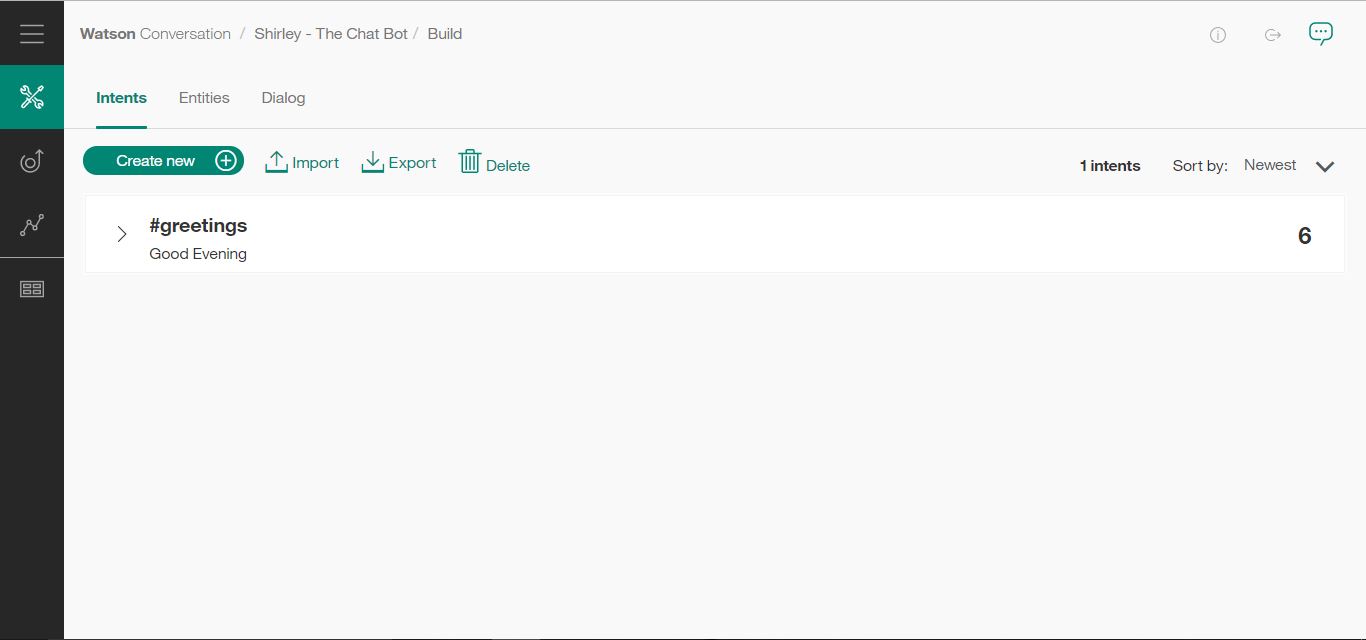 Watson Conversation / Shirley - The Chat Bot / Build
Intents Entities Dialog
Create new Import Export Delete 1 intents Sort by: Newest
#greetings
Good Evening
6